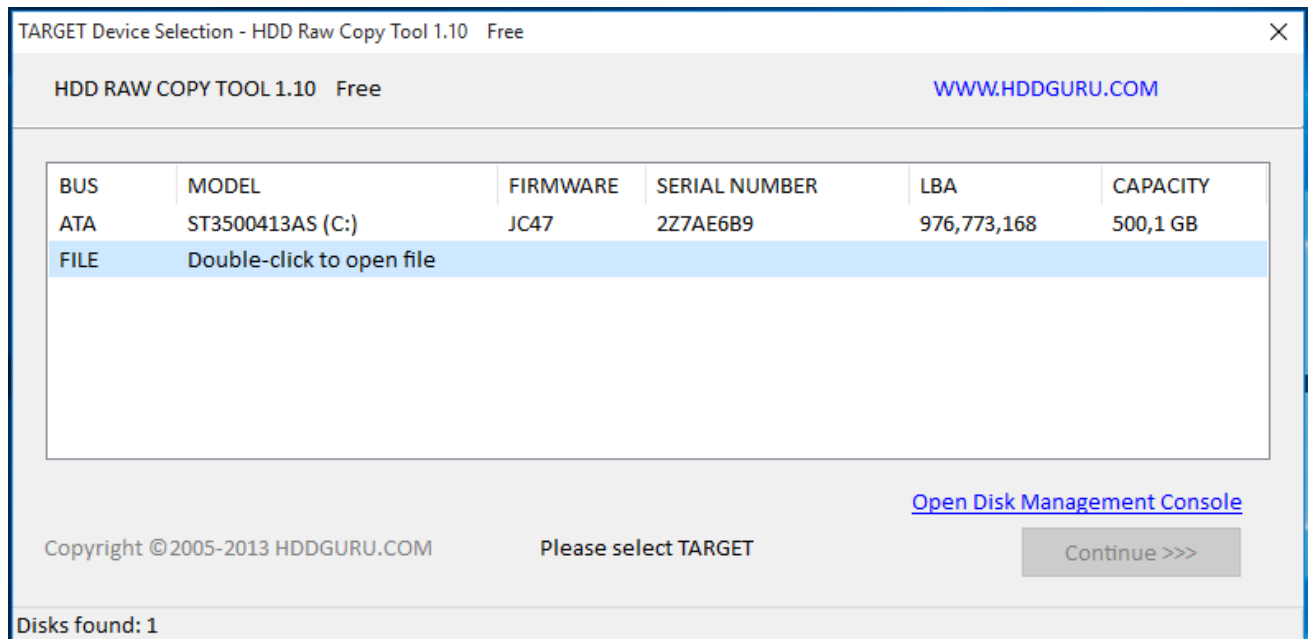 TARGET Device Selection - HDD Raw Copy Tool 1.10 Free
HDD RAW COPY TOOL 1.10 Free WWW.HDDGURU.COM
BUS MODEL FIRMWARE SERIAL NUMBER LBA CAPACITY
ATA ST3500413AS (C:) JC47 2Z7AE6B9 976,773,168 500,1 GB
FILE Double-click to open file
Open Disk Management Console
Copyright ©2005-2013 HDDGURU.COM Please select TARGET Continue >>>
Disks found: 1